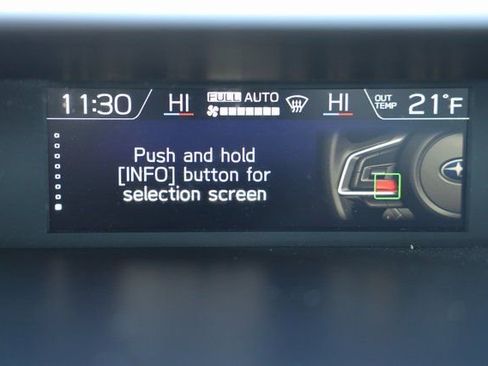 11:30 HI FULL AUTO HI OUT TEMP 21°F
Push and hold
[INFO] button for
selection screen